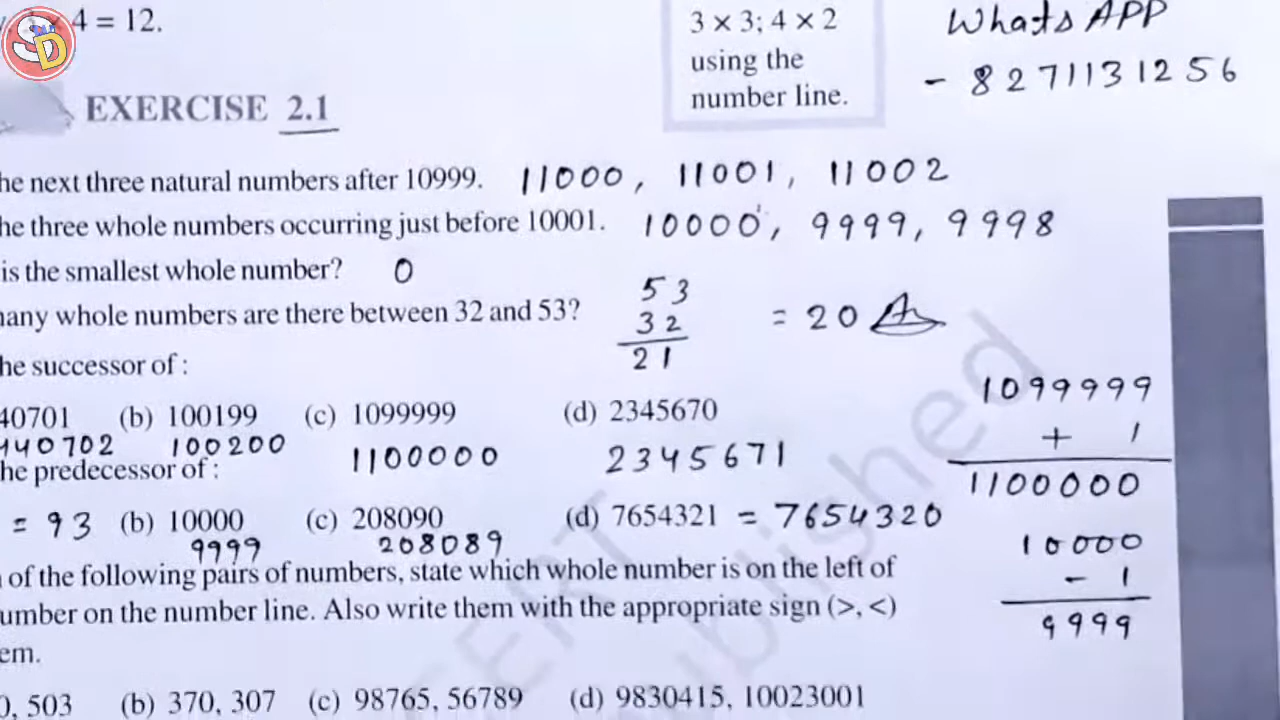 × 4 = 12.
3 × 3; 4 × 2
using the
number line.
WhatsAPP
- 8271131256
SD
EXERCISE 2.1
he next three natural numbers after 10999. 11000, 11001, 11002
he three whole numbers occurring just before 10001. 10000, 9999, 9998
is the smallest whole number? 0
any whole numbers are there between 32 and 53?
53
32
21
= 20 An
he successor of :
40701 (b) 100199 (c) 1099999 (d) 2345670
440702 100200 1100000 2345671
1099999
+ 1
1100000
he predecessor of :
= 93 (b) 10000 (c) 208090 (d) 7654321 = 7654320
9999 208089
10000
- 1
9999
of the following pairs of numbers, state which whole number is on the left of
umber on the number line. Also write them with the appropriate sign (>, <)
em.
0, 503 (b) 370, 307 (c) 98765, 56789 (d) 9830415, 10023001